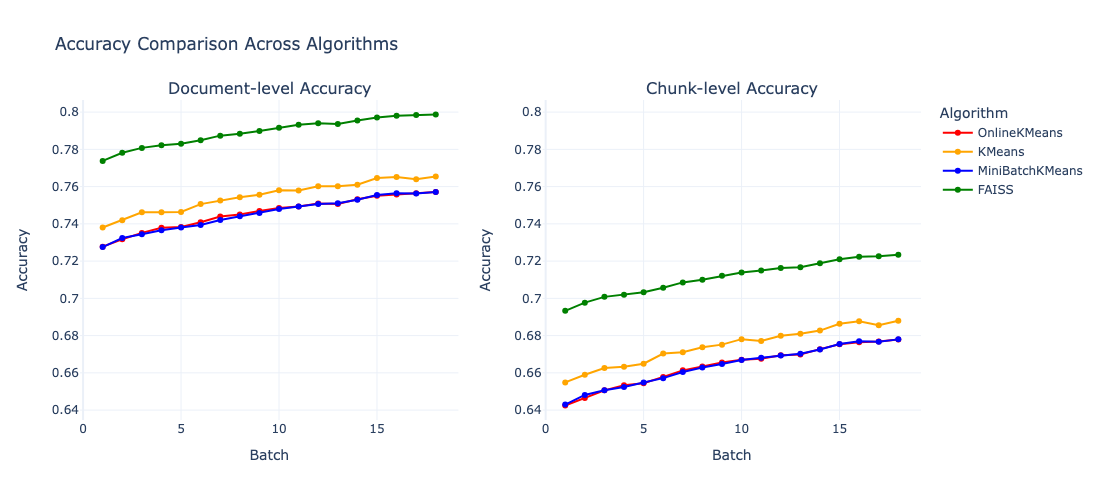 Accuracy Comparison Across Algorithms
Document-level Accuracy
0.8
0.78
0.76
0.74
0.72
0.7
0.68
0.66
0.64
Accuracy
0
5
10
15
Batch
Chunk-level Accuracy
0.8
0.78
0.76
0.74
0.72
0.7
0.68
0.66
0.64
Accuracy
0
5
10
15
Batch
Algorithm
OnlineKMeans
KMeans
MiniBatchKMeans
FAISS